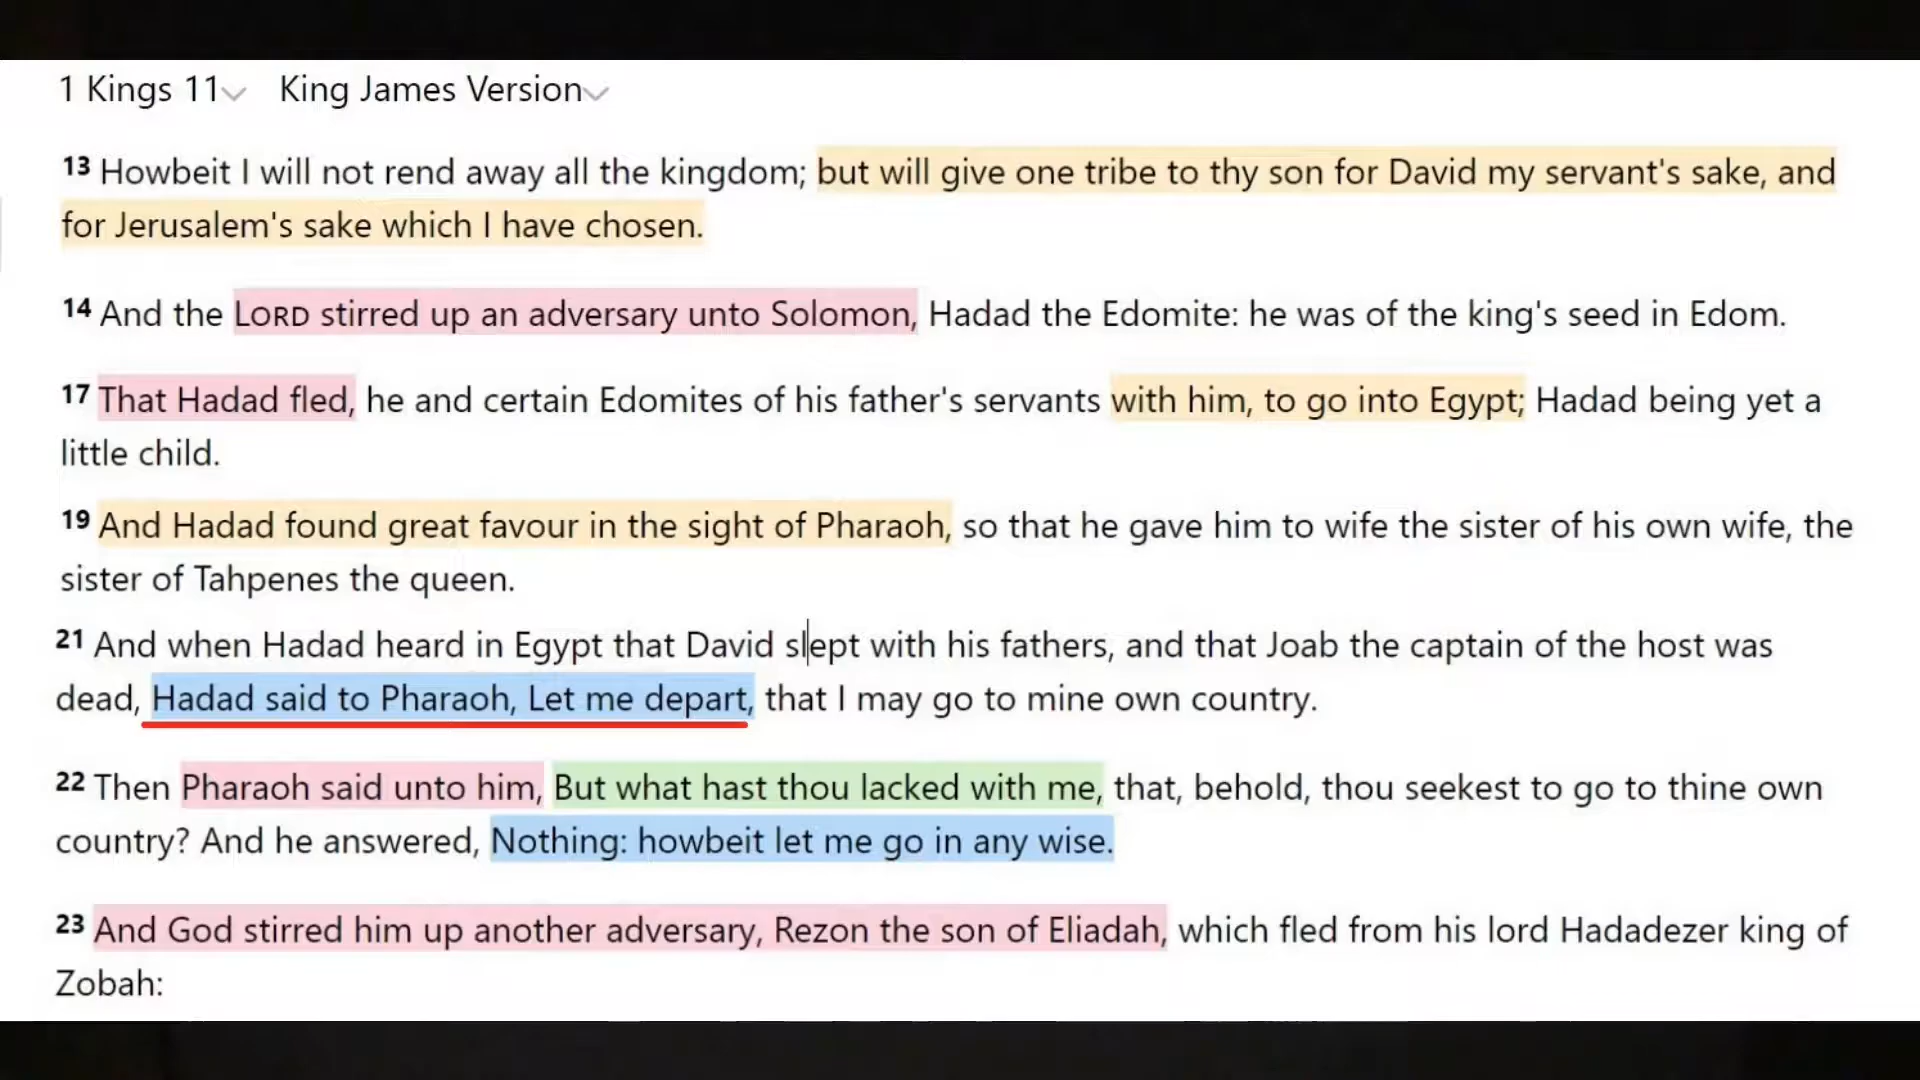 1 Kings 11 King James Version
13 Howbeit I will not rend away all the kingdom; but will give one tribe to thy son for David my servant's sake, and
for Jerusalem's sake which I have chosen.
14 And the LORD stirred up an adversary unto Solomon, Hadad the Edomite: he was of the king's seed in Edom.
17 That Hadad fled, he and certain Edomites of his father's servants with him, to go into Egypt; Hadad being yet a
little child.
19 And Hadad found great favour in the sight of Pharaoh, so that he gave him to wife the sister of his own wife, the
sister of Tahpenes the queen.
21 And when Hadad heard in Egypt that David slept with his fathers, and that Joab the captain of the host was
dead, Hadad said to Pharaoh, Let me depart, that I may go to mine own country.
22 Then Pharaoh said unto him, But what hast thou lacked with me, that, behold, thou seekest to go to thine own
country? And he answered, Nothing: howbeit let me go in any wise.
23 And God stirred him up another adversary, Rezon the son of Eliadah, which fled from his lord Hadadezer king of
Zobah: